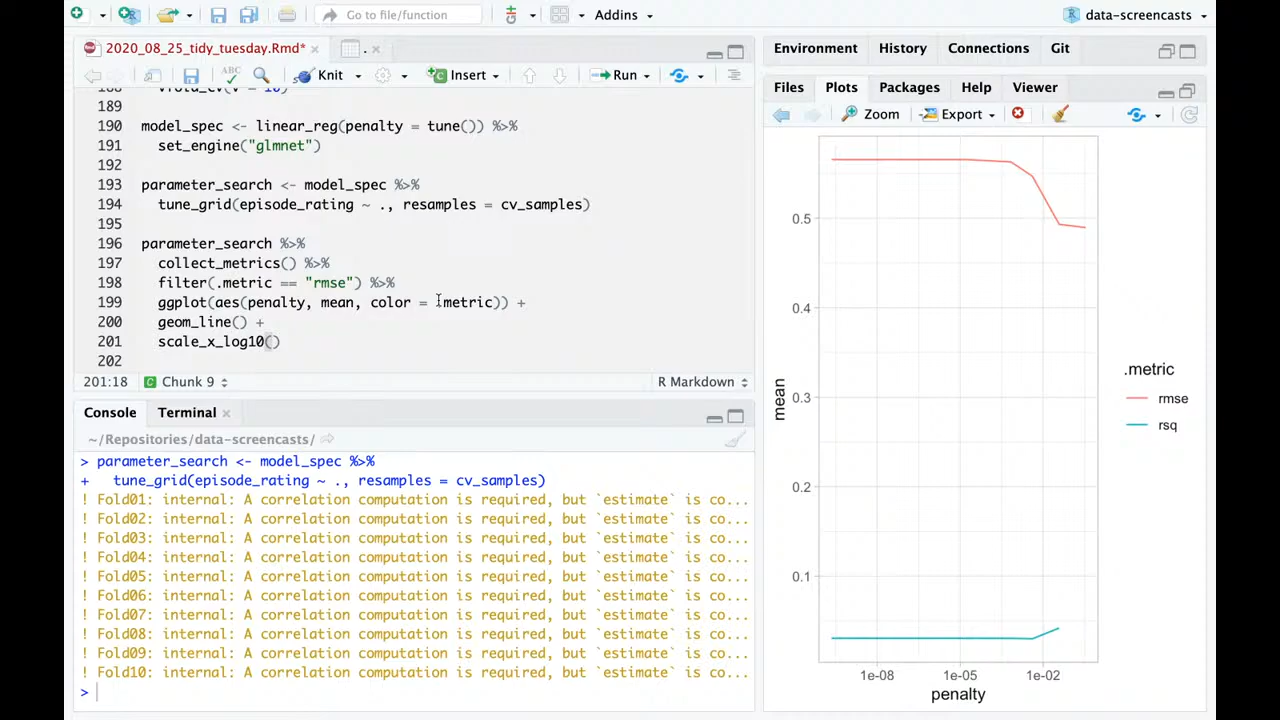 Go to file/function
Addins
data-screencasts
2020_08_25_tidy_tuesday.Rmd*
.
ABC
Knit
Insert
Run
188 vfold_cv(v = 10)
189
190 model_spec <- linear_reg(penalty = tune()) %>%
191 set_engine("glmnet")
192
193 parameter_search <- model_spec %>%
194 tune_grid(episode_rating ~ ., resamples = cv_samples)
195
196 parameter_search %>%
197 collect_metrics() %>%
198 filter(.metric == "rmse") %>%
199 ggplot(aes(penalty, mean, color = .metric)) +
200 geom_line() +
201 scale_x_log10()
202
201:18
Chunk 9
R Markdown
Console
Terminal
~/Repositories/data-screencasts/
> parameter_search <- model_spec %>%
+ tune_grid(episode_rating ~ ., resamples = cv_samples)
! Fold01: internal: A correlation computation is required, but `estimate` is co...
! Fold02: internal: A correlation computation is required, but `estimate` is co...
! Fold03: internal: A correlation computation is required, but `estimate` is co...
! Fold04: internal: A correlation computation is required, but `estimate` is co...
! Fold05: internal: A correlation computation is required, but `estimate` is co...
! Fold06: internal: A correlation computation is required, but `estimate` is co...
! Fold07: internal: A correlation computation is required, but `estimate` is co...
! Fold08: internal: A correlation computation is required, but `estimate` is co...
! Fold09: internal: A correlation computation is required, but `estimate` is co...
! Fold10: internal: A correlation computation is required, but `estimate` is co...
>
Environment
History
Connections
Git
Files
Plots
Packages
Help
Viewer
Zoom
Export
0.5
0.4
0.3
0.2
0.1
mean
1e-08
1e-05
1e-02
penalty
.metric
rmse
rsq